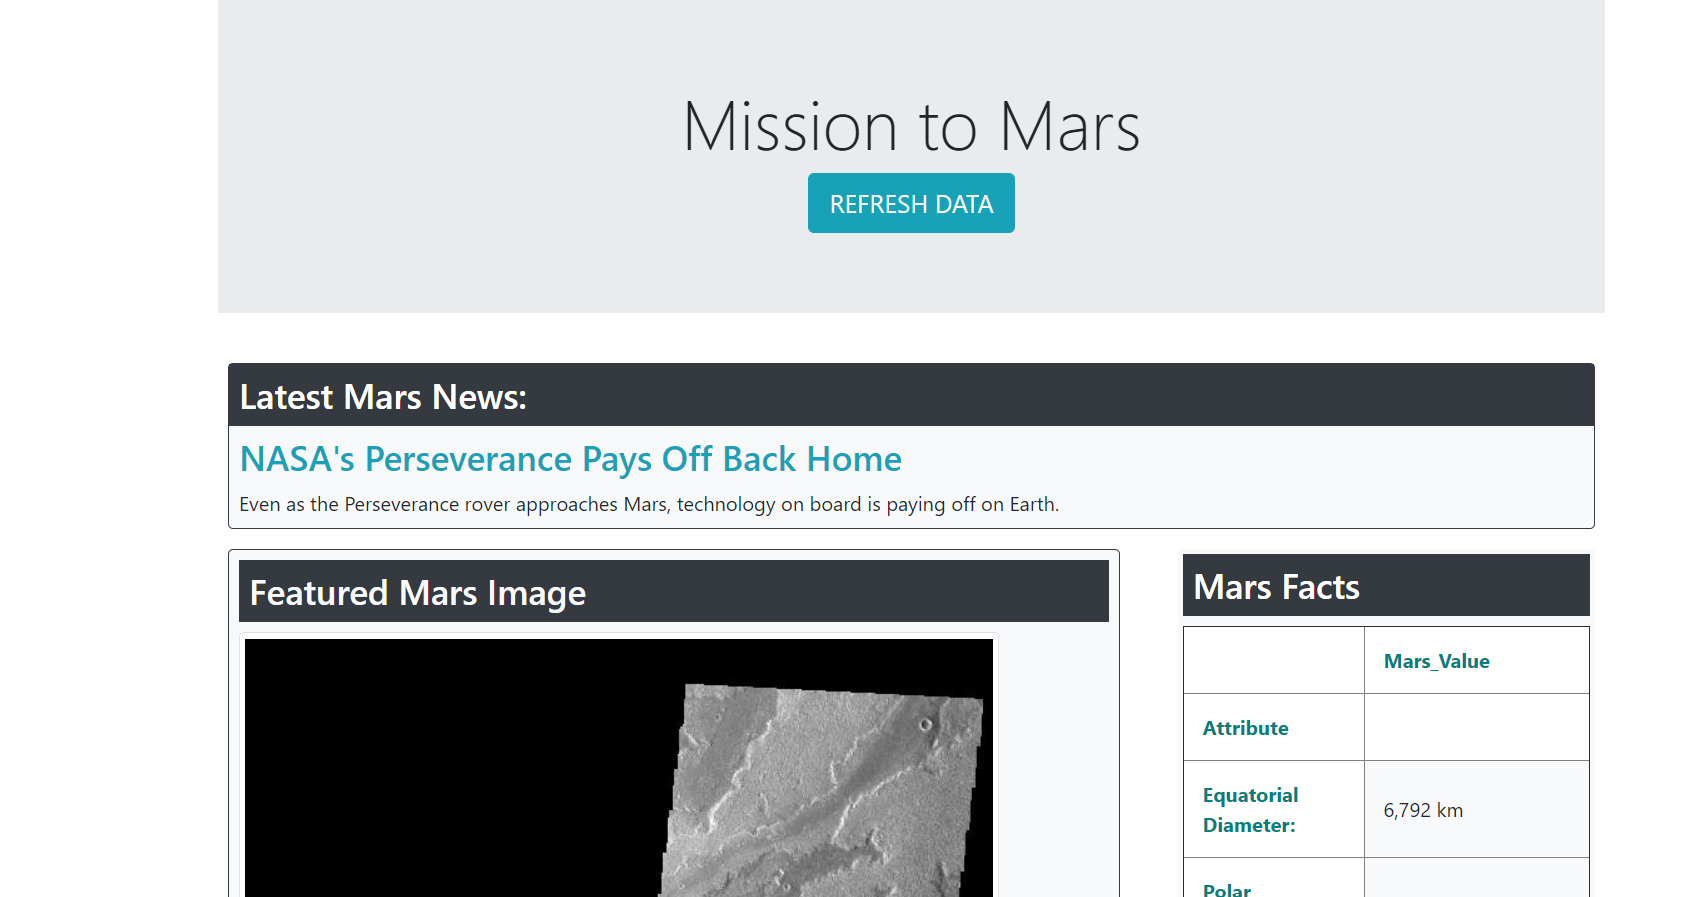 Mission to Mars
REFRESH DATA
Latest Mars News:
NASA's Perseverance Pays Off Back Home
Even as the Perseverance rover approaches Mars, technology on board is paying off on Earth.
Featured Mars Image
Mars Facts
Mars_Value
Attribute
Equatorial
Diameter:
6,792 km
Polar